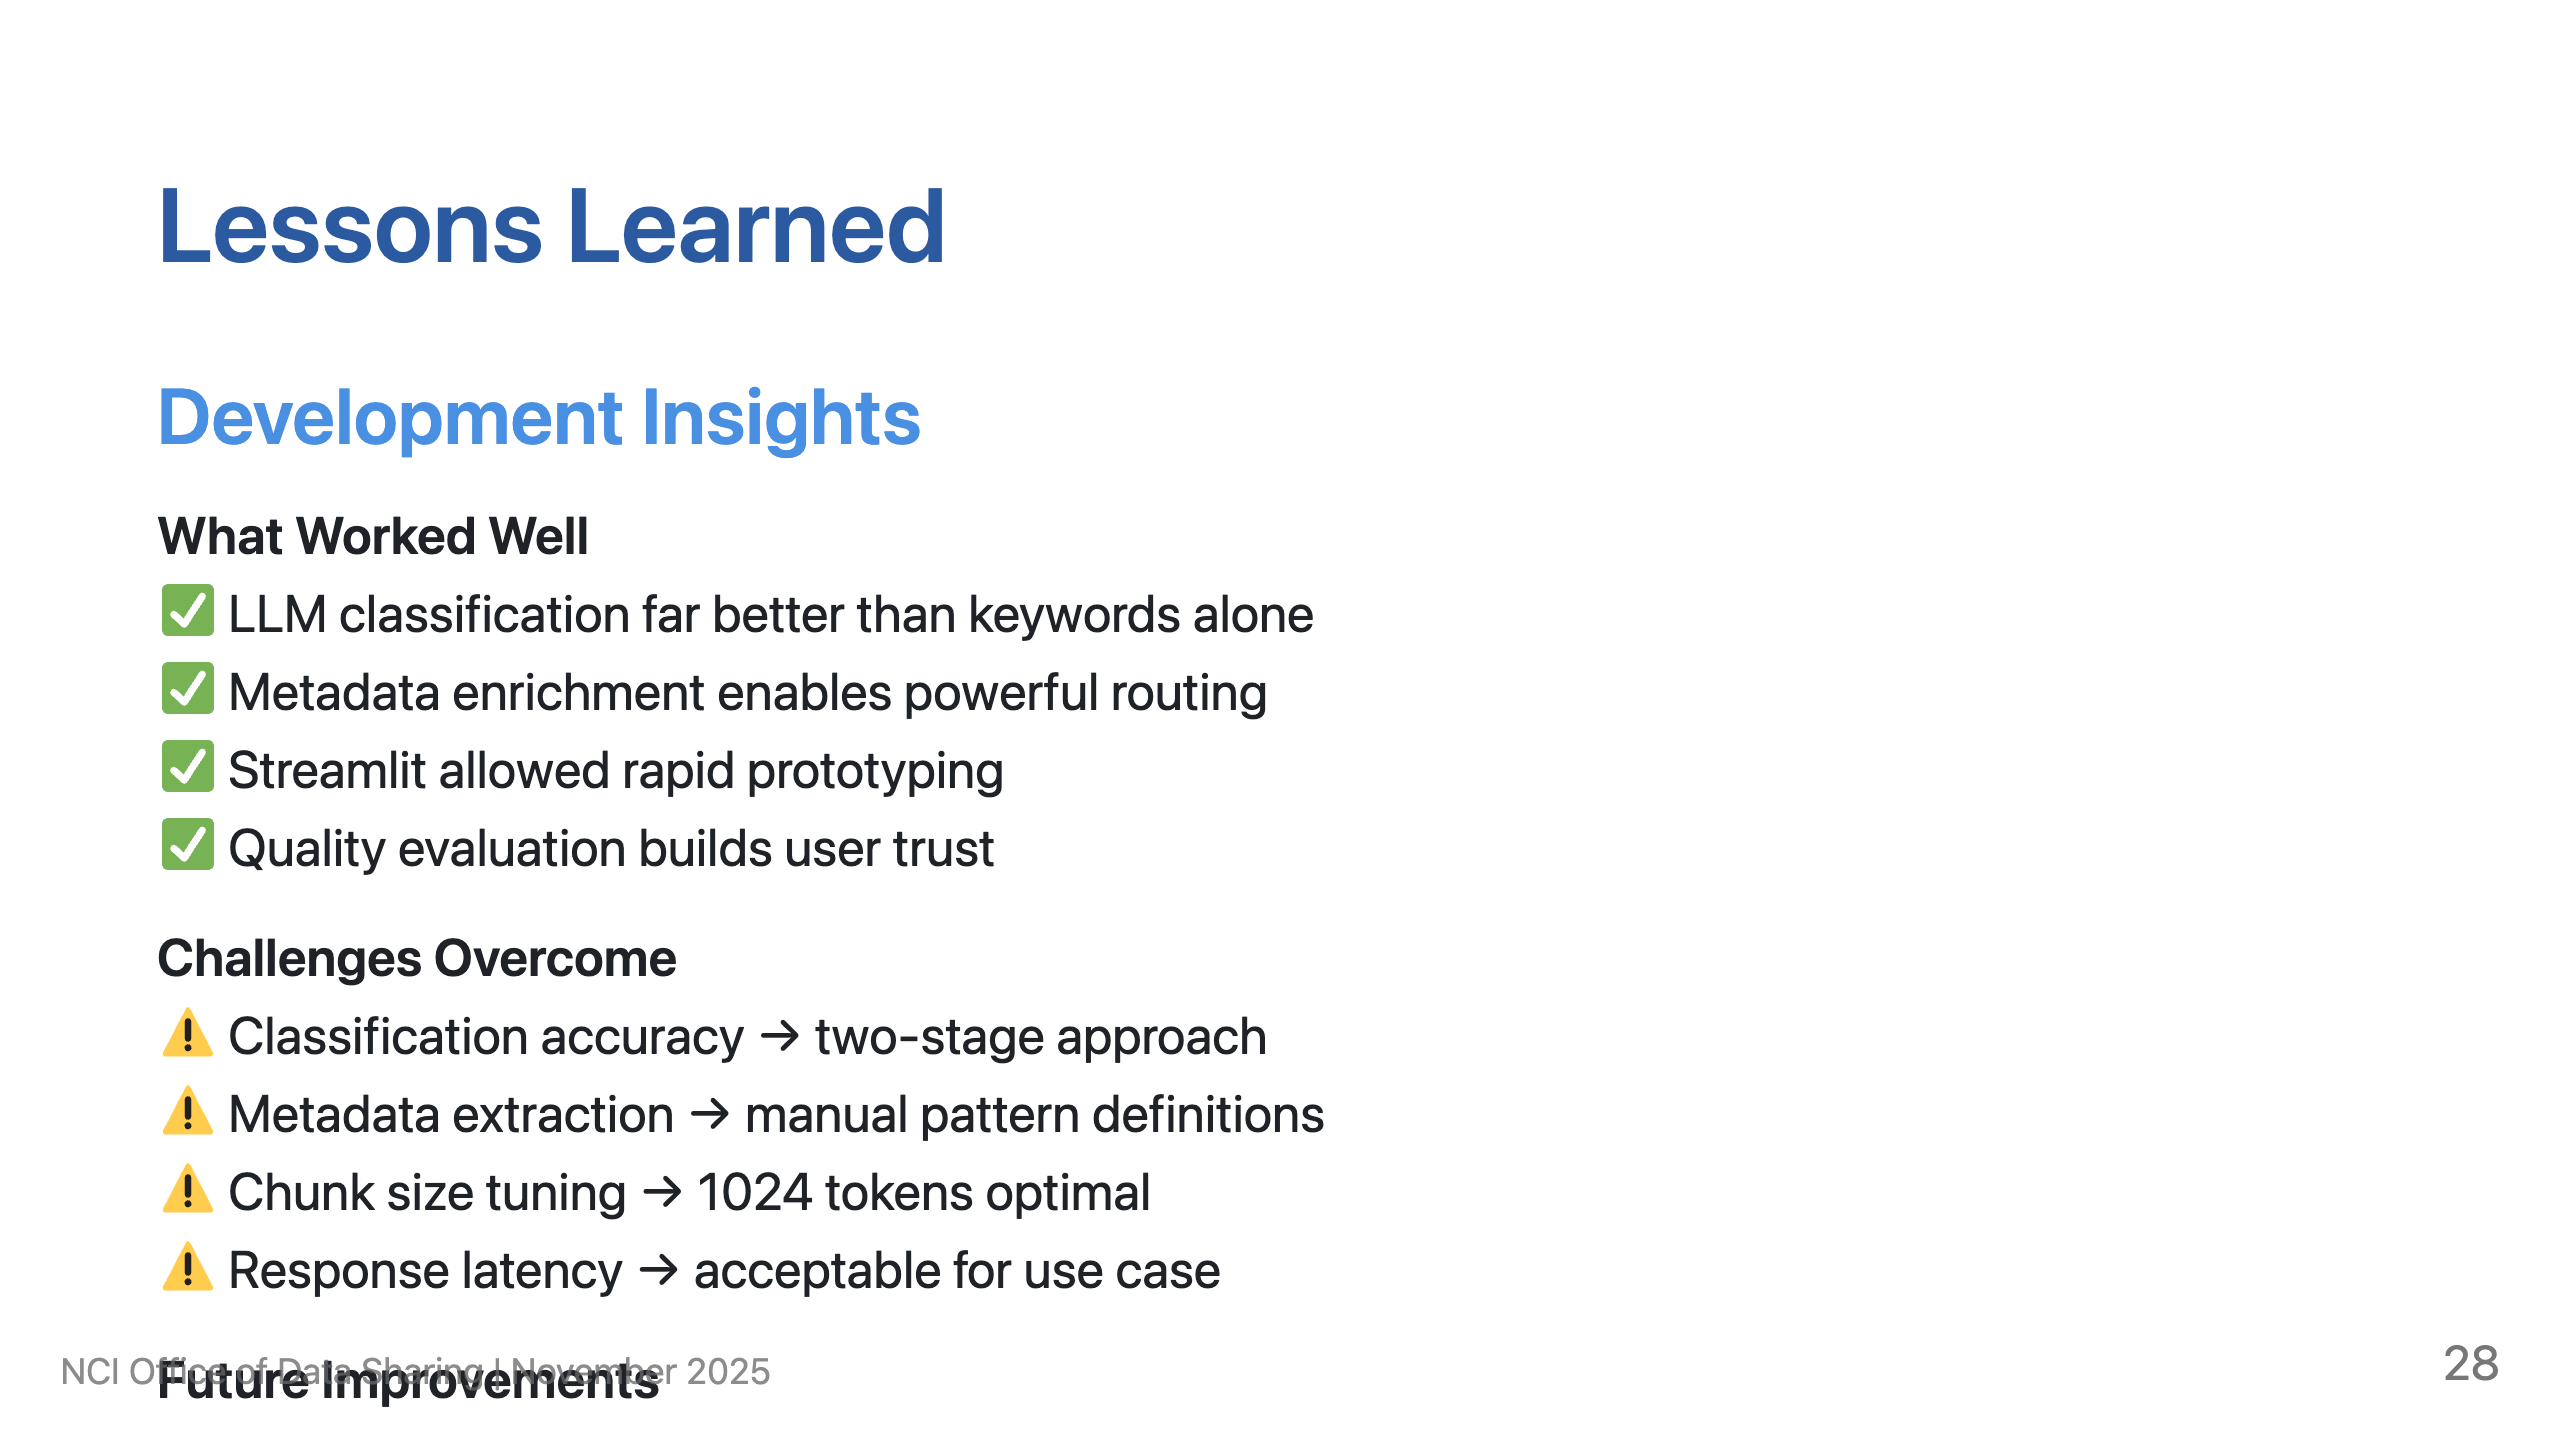 Lessons Learned
Development Insights
What Worked Well
✅ LLM classification far better than keywords alone
✅ Metadata enrichment enables powerful routing
✅ Streamlit allowed rapid prototyping
✅ Quality evaluation builds user trust
Challenges Overcome
⚠️ Classification accuracy → two-stage approach
⚠️ Metadata extraction → manual pattern definitions
⚠️ Chunk size tuning → 1024 tokens optimal
⚠️ Response latency → acceptable for use case
Future Improvements
NCI Office of Data Sharing | November 2025
28